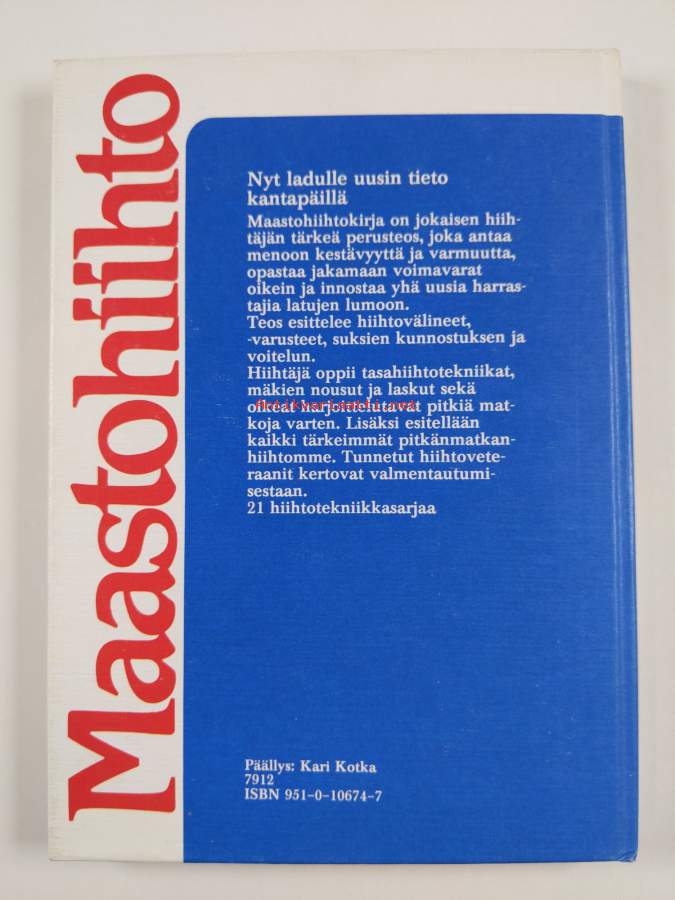 Maastohiihto
Nyt ladulle uusin tieto
kantapäillä
Maastohiihtokirja on jokaisen hiih-
täjän tärkeä perusteos, joka antaa
menoon kestävyyttä ja varmuutta,
opastaa jakamaan voimavarat
oikein ja innostaa yhä uusia harras-
tajia latujen lumoon.
Teos esittelee hiihtovälineet,
-varusteet, suksien kunnostuksen ja
voitelun.
Hiihtäjä oppii tasahiihtotekniikat,
mäkien nousut ja laskut sekä
oikeat harjoittelutavat pitkiä mat-
koja varten. Lisäksi esitellään
kaikki tärkeimmät pitkänmatkan-
hiihtomme. Tunnetut hiihtovete-
raanit kertovat valmentautumi-
sestaan.
21 hiihtotekniikkasarjaa
Päällys: Kari Kotka
7912
ISBN 951-0-10674-7